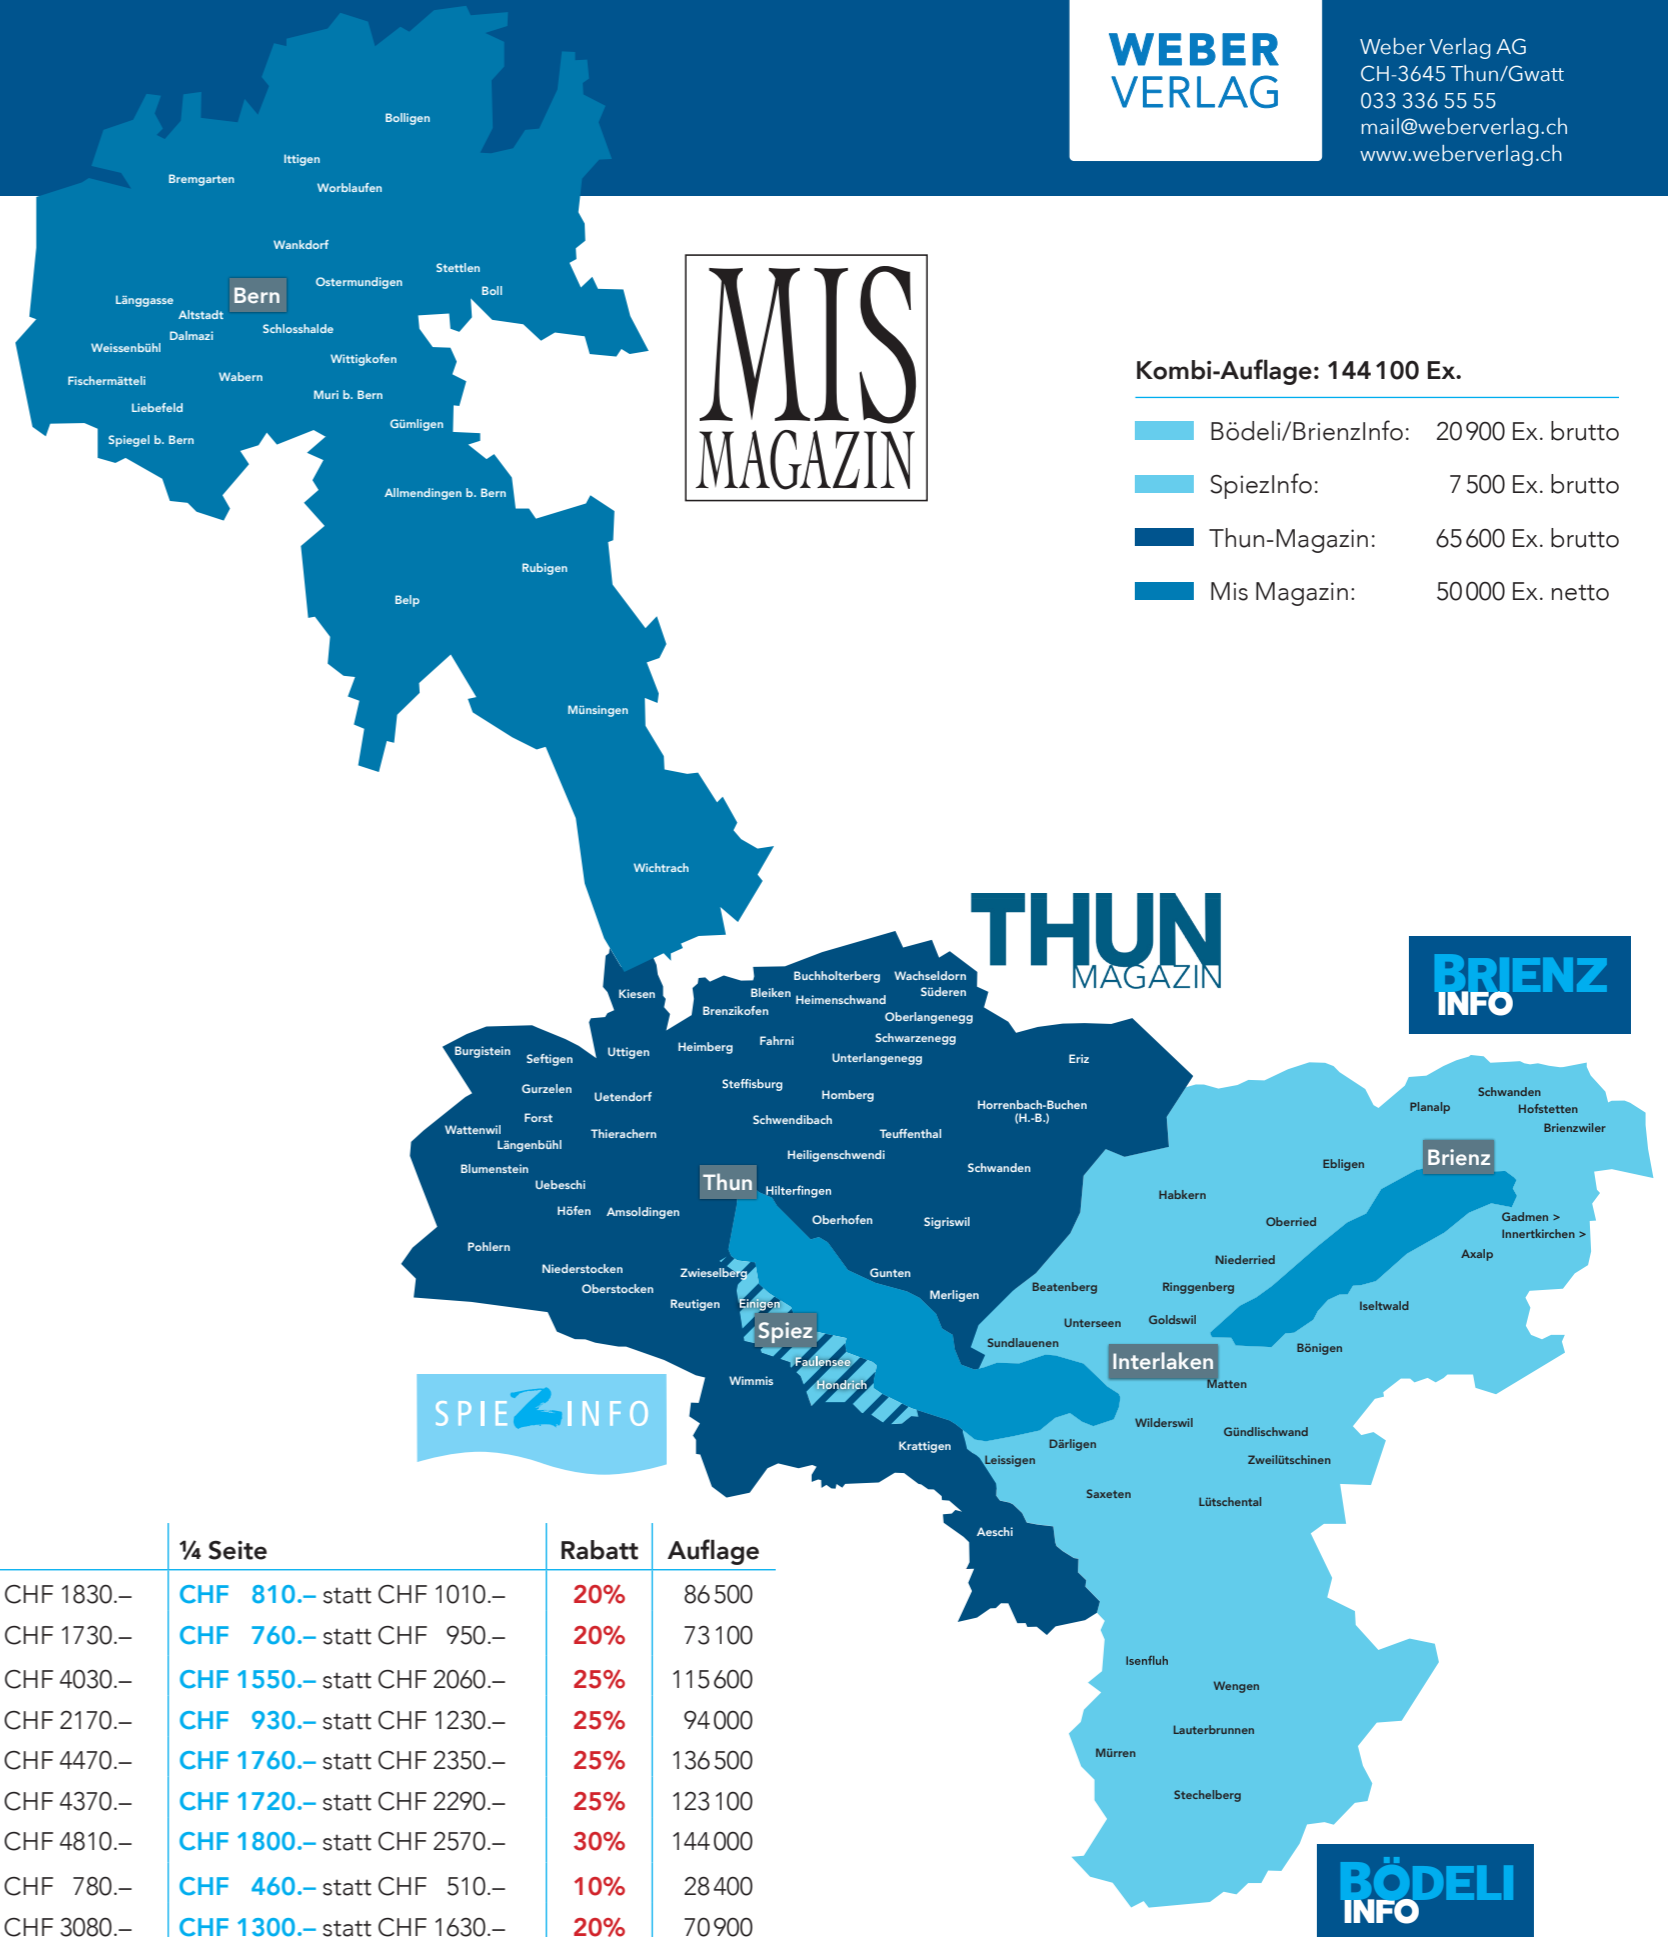 WEBER
VERLAG
Weber Verlag AG
CH-3645 Thun/Gwatt
033 336 55 55
mail@weberverlag.ch
www.weberverlag.ch
Bolligen
Ittigen
Bremgarten
Worblaufen
Wankdorf
Stettlen
Ostermundigen
Boll
Bern
Länggasse
Altstadt
Schlosshalde
Dalmazi
Weissenbühl
Wittigkofen
Fischermätteli
Wabern
Muri b. Bern
Liebefeld
Gümligen
Spiegel b. Bern
Allmendingen b. Bern
Rubigen
Belp
Münsingen
Wichtrach
MIS
MAGAZIN
Kombi-Auflage: 144 100 Ex.
Bödeli/BrienzInfo: 20 900 Ex. brutto
SpiezInfo: 7 500 Ex. brutto
Thun-Magazin: 65 600 Ex. brutto
Mis Magazin: 50 000 Ex. netto
THUN
MAGAZIN
BRIENZ
INFO
Buchholterberg
Wachseldorn
Kiesen
Bleiken
Heimenschwand
Süderen
Brenzikofen
Oberlangenegg
Burgistein
Seftigen
Uttigen
Heimberg
Fahrni
Schwarzenegg
Unterlangenegg
Eriz
Gurzelen
Uetendorf
Steffisburg
Homberg
Horrenbach-Buchen
(H.-B.)
Forst
Schwendibach
Wattenwil
Längenbühl
Thierachern
Teuffenthal
Blumenstein
Heiligenschwendi
Schwanden
Uebeschi
Thun
Hilterfingen
Höfen
Amsoldingen
Oberhofen
Sigriswil
Pohlern
Niederstocken
Zwieselberg
Gunten
Oberstocken
Reutigen
Einigen
Merligen
Spiez
Faulensee
Wimmis
Hondrich
Krattigen
Aeschi
Schwanden
Planalp
Hofstetten
Brienzwiler
Brienz
Ebligen
Habkern
Oberried
Gadmen >
Innertkirchen >
Axalp
Niederried
Beatenberg
Ringgenberg
Iseltwald
Unterseen
Goldswil
Sundlauenen
Bönigen
Interlaken
Matten
Wilderswil
Gündlischwand
Därligen
Leissigen
Zweilütschinen
Saxeten
Lütschental
Isenfluh
Wengen
Lauterbrunnen
Mürren
Stechelberg
SPIEZINFO
¼ Seite Rabatt Auflage
CHF 1830.– CHF 810.– statt CHF 1010.– 20% 86 500
CHF 1730.– CHF 760.– statt CHF 950.– 20% 73 100
CHF 4030.– CHF 1550.– statt CHF 2060.– 25% 115 600
CHF 2170.– CHF 930.– statt CHF 1230.– 25% 94 000
CHF 4470.– CHF 1760.– statt CHF 2350.– 25% 136 500
CHF 4370.– CHF 1720.– statt CHF 2290.– 25% 123 100
CHF 4810.– CHF 1800.– statt CHF 2570.– 30% 144 000
CHF 780.– CHF 460.– statt CHF 510.– 10% 28 400
CHF 3080.– CHF 1300.– statt CHF 1630.– 20% 70 900
BÖDELI
INFO